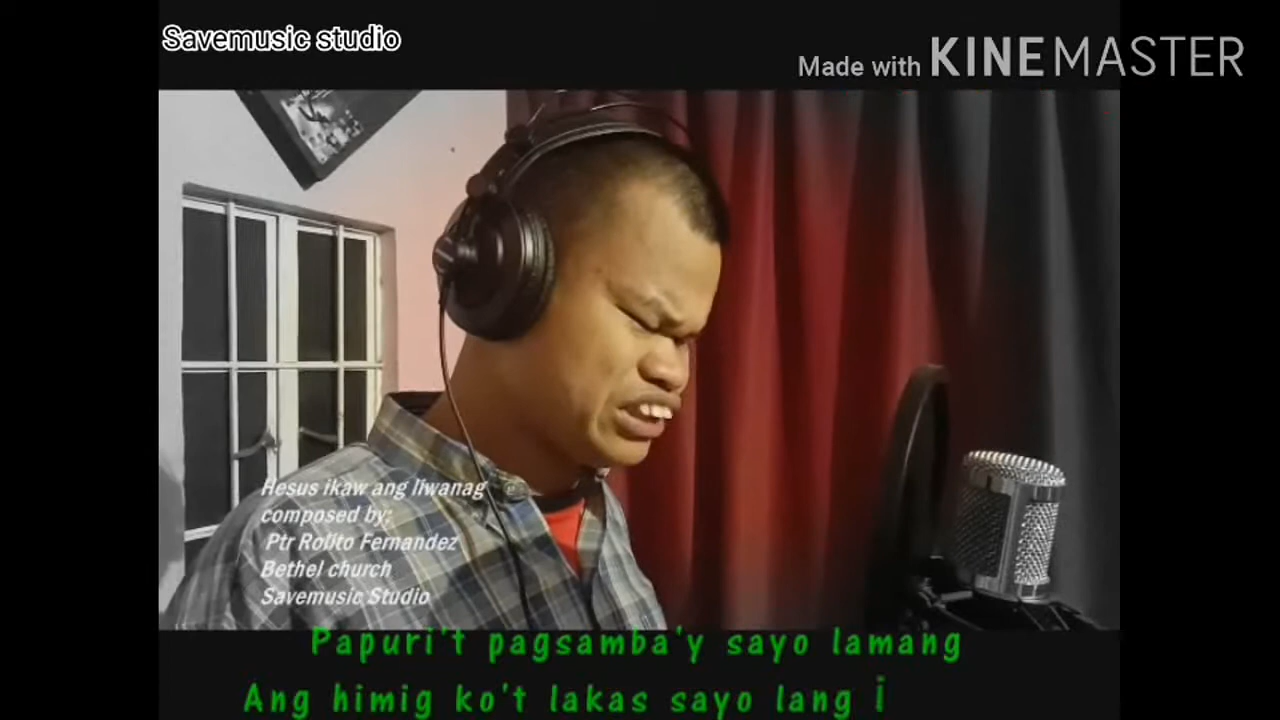 Savemusic studio
Made with KINEMASTER
Hesus ikaw ang liwanag
composed by;
Ptr Rolito Fernandez
Bethel church
Savemusic Studio
Papuri't pagsamba'y sayo lamang
Ang himig ko't lakas sayo lang i